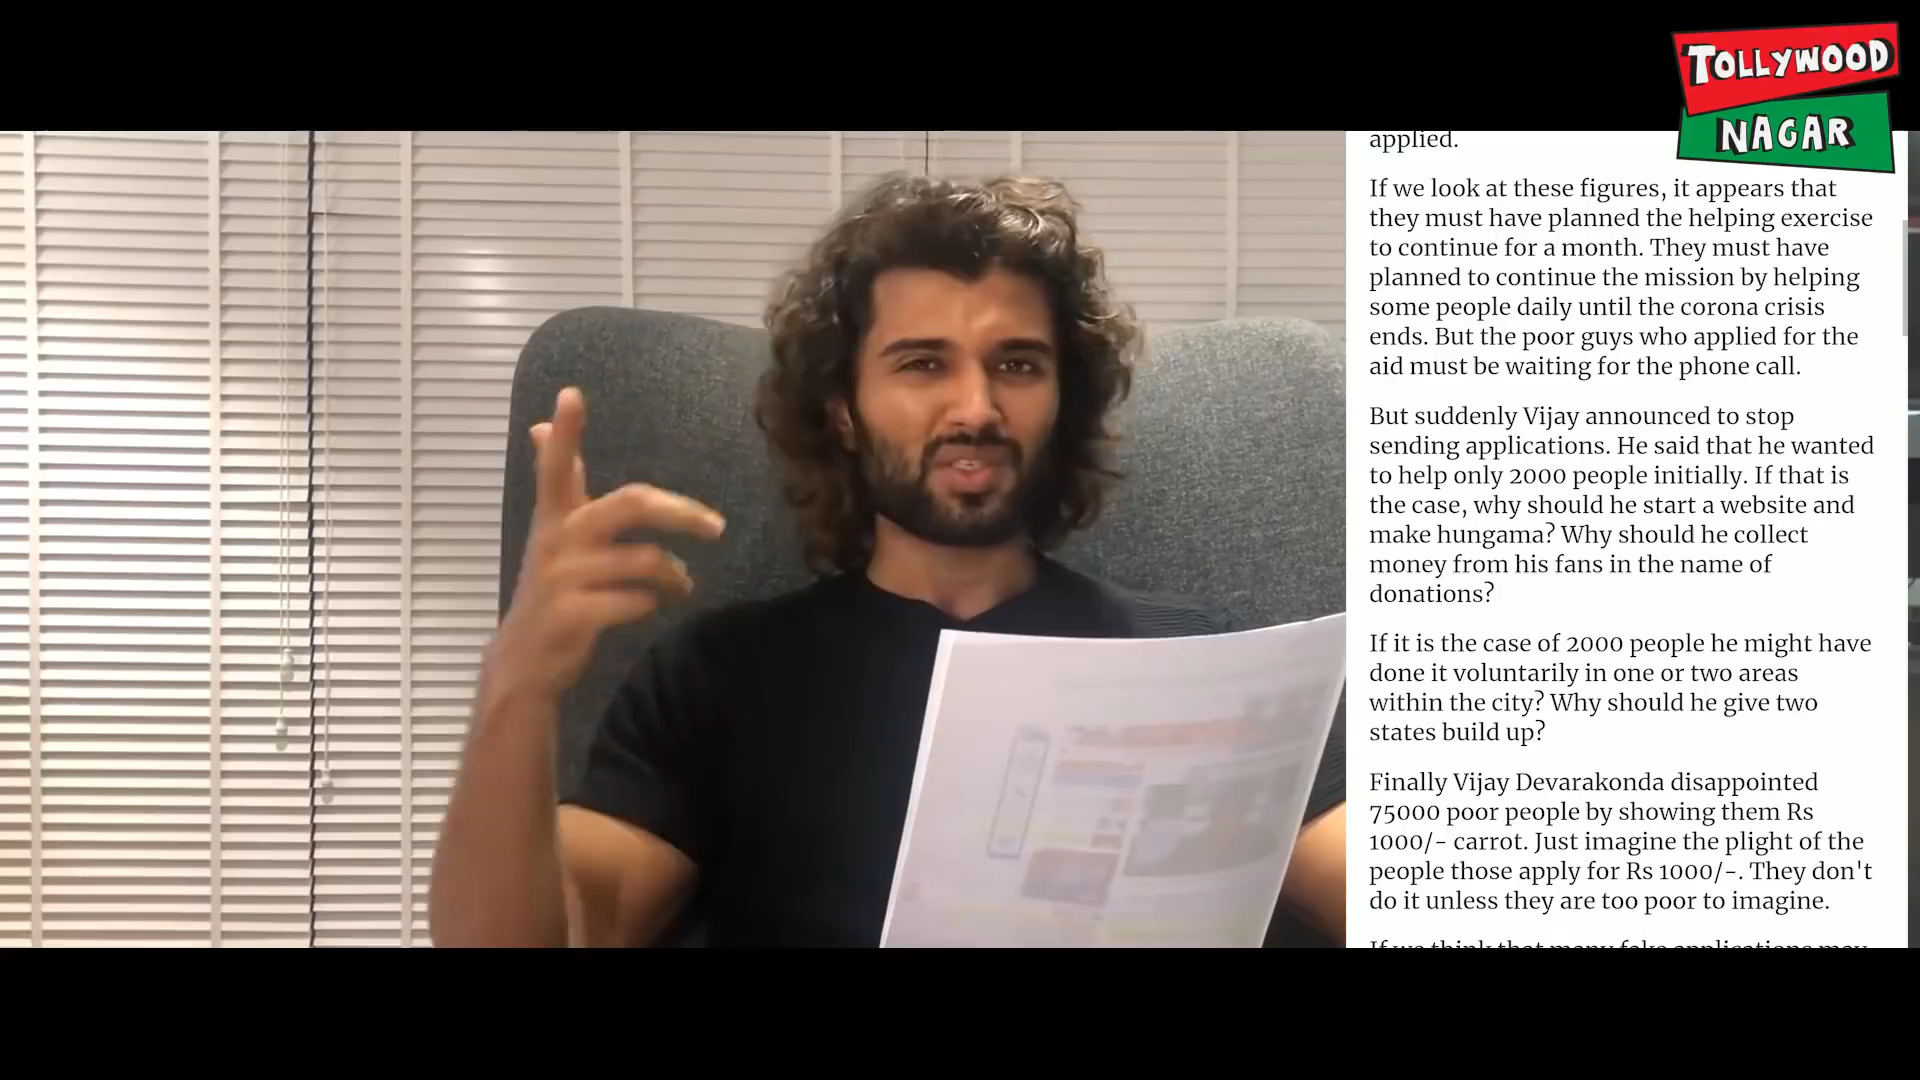 TOLLYWOOD
NAGAR
applied.
If we look at these figures, it appears that
they must have planned the helping exercise
to continue for a month. They must have
planned to continue the mission by helping
some people daily until the corona crisis
ends. But the poor guys who applied for the
aid must be waiting for the phone call.
But suddenly Vijay announced to stop
sending applications. He said that he wanted
to help only 2000 people initially. If that is
the case, why should he start a website and
make hungama? Why should he collect
money from his fans in the name of
donations?
If it is the case of 2000 people he might have
done it voluntarily in one or two areas
within the city? Why should he give two
states build up?
Finally Vijay Devarakonda disappointed
75000 poor people by showing them Rs
1000/- carrot. Just imagine the plight of the
people those apply for Rs 1000/-. They don't
do it unless they are too poor to imagine.
If we think that many fake applications may